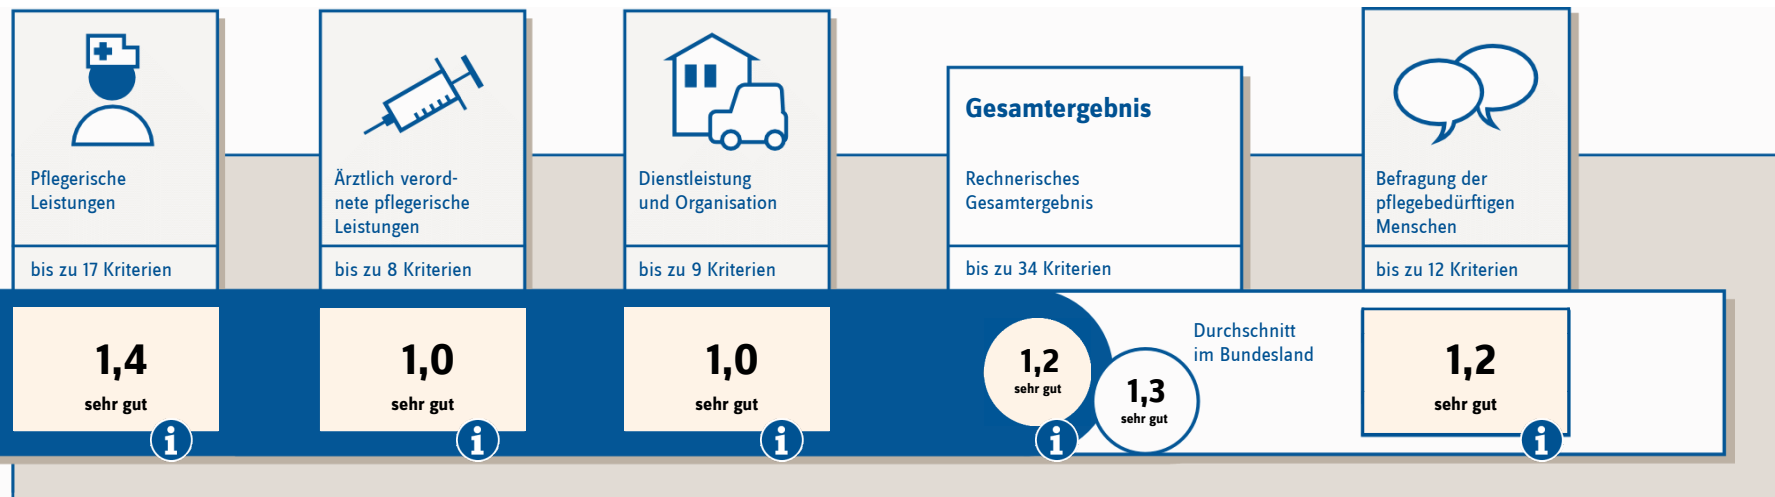 Pflegerische
Leistungen
bis zu 17 Kriterien
1,4
sehr gut
i
Ärztlich verord-
nete pflegerische
Leistungen
bis zu 8 Kriterien
1,0
sehr gut
i
Dienstleistung
und Organisation
bis zu 9 Kriterien
1,0
sehr gut
i
Gesamtergebnis
Rechnerisches
Gesamtergebnis
bis zu 34 Kriterien
1,2
sehr gut
i
1,3
sehr gut
Durchschnitt
im Bundesland
Befragung der
pflegebedürftigen
Menschen
bis zu 12 Kriterien
1,2
sehr gut
i